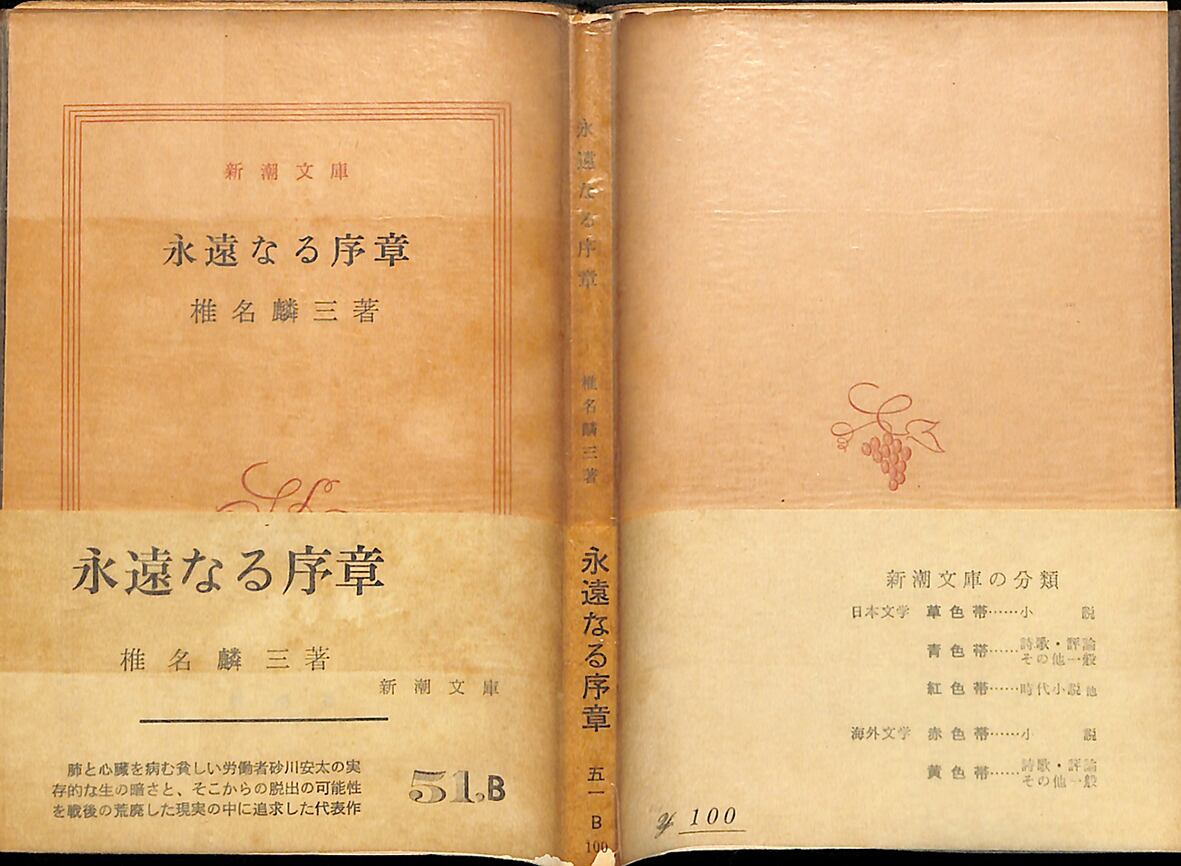 新潮文庫
永遠なる序章
椎名麟三著
永遠なる序章
椎名麟三著
新潮文庫
肺と心臓を病む貧しい労働者砂川安太の実
存的な生の暗さと、そこからの脱出の可能性
を戦後の荒廃した現実の中に追求した代表作
51.B
永遠なる序章
椎名麟三著
永遠なる序章
五一
B
100
新潮文庫の分類
日本文学 草色帯……小説
青色帯……詩歌・評論
その他一般
紅色帯……時代小説他
海外文学 赤色帯……小説
黄色帯……詩歌・評論
その他一般
100